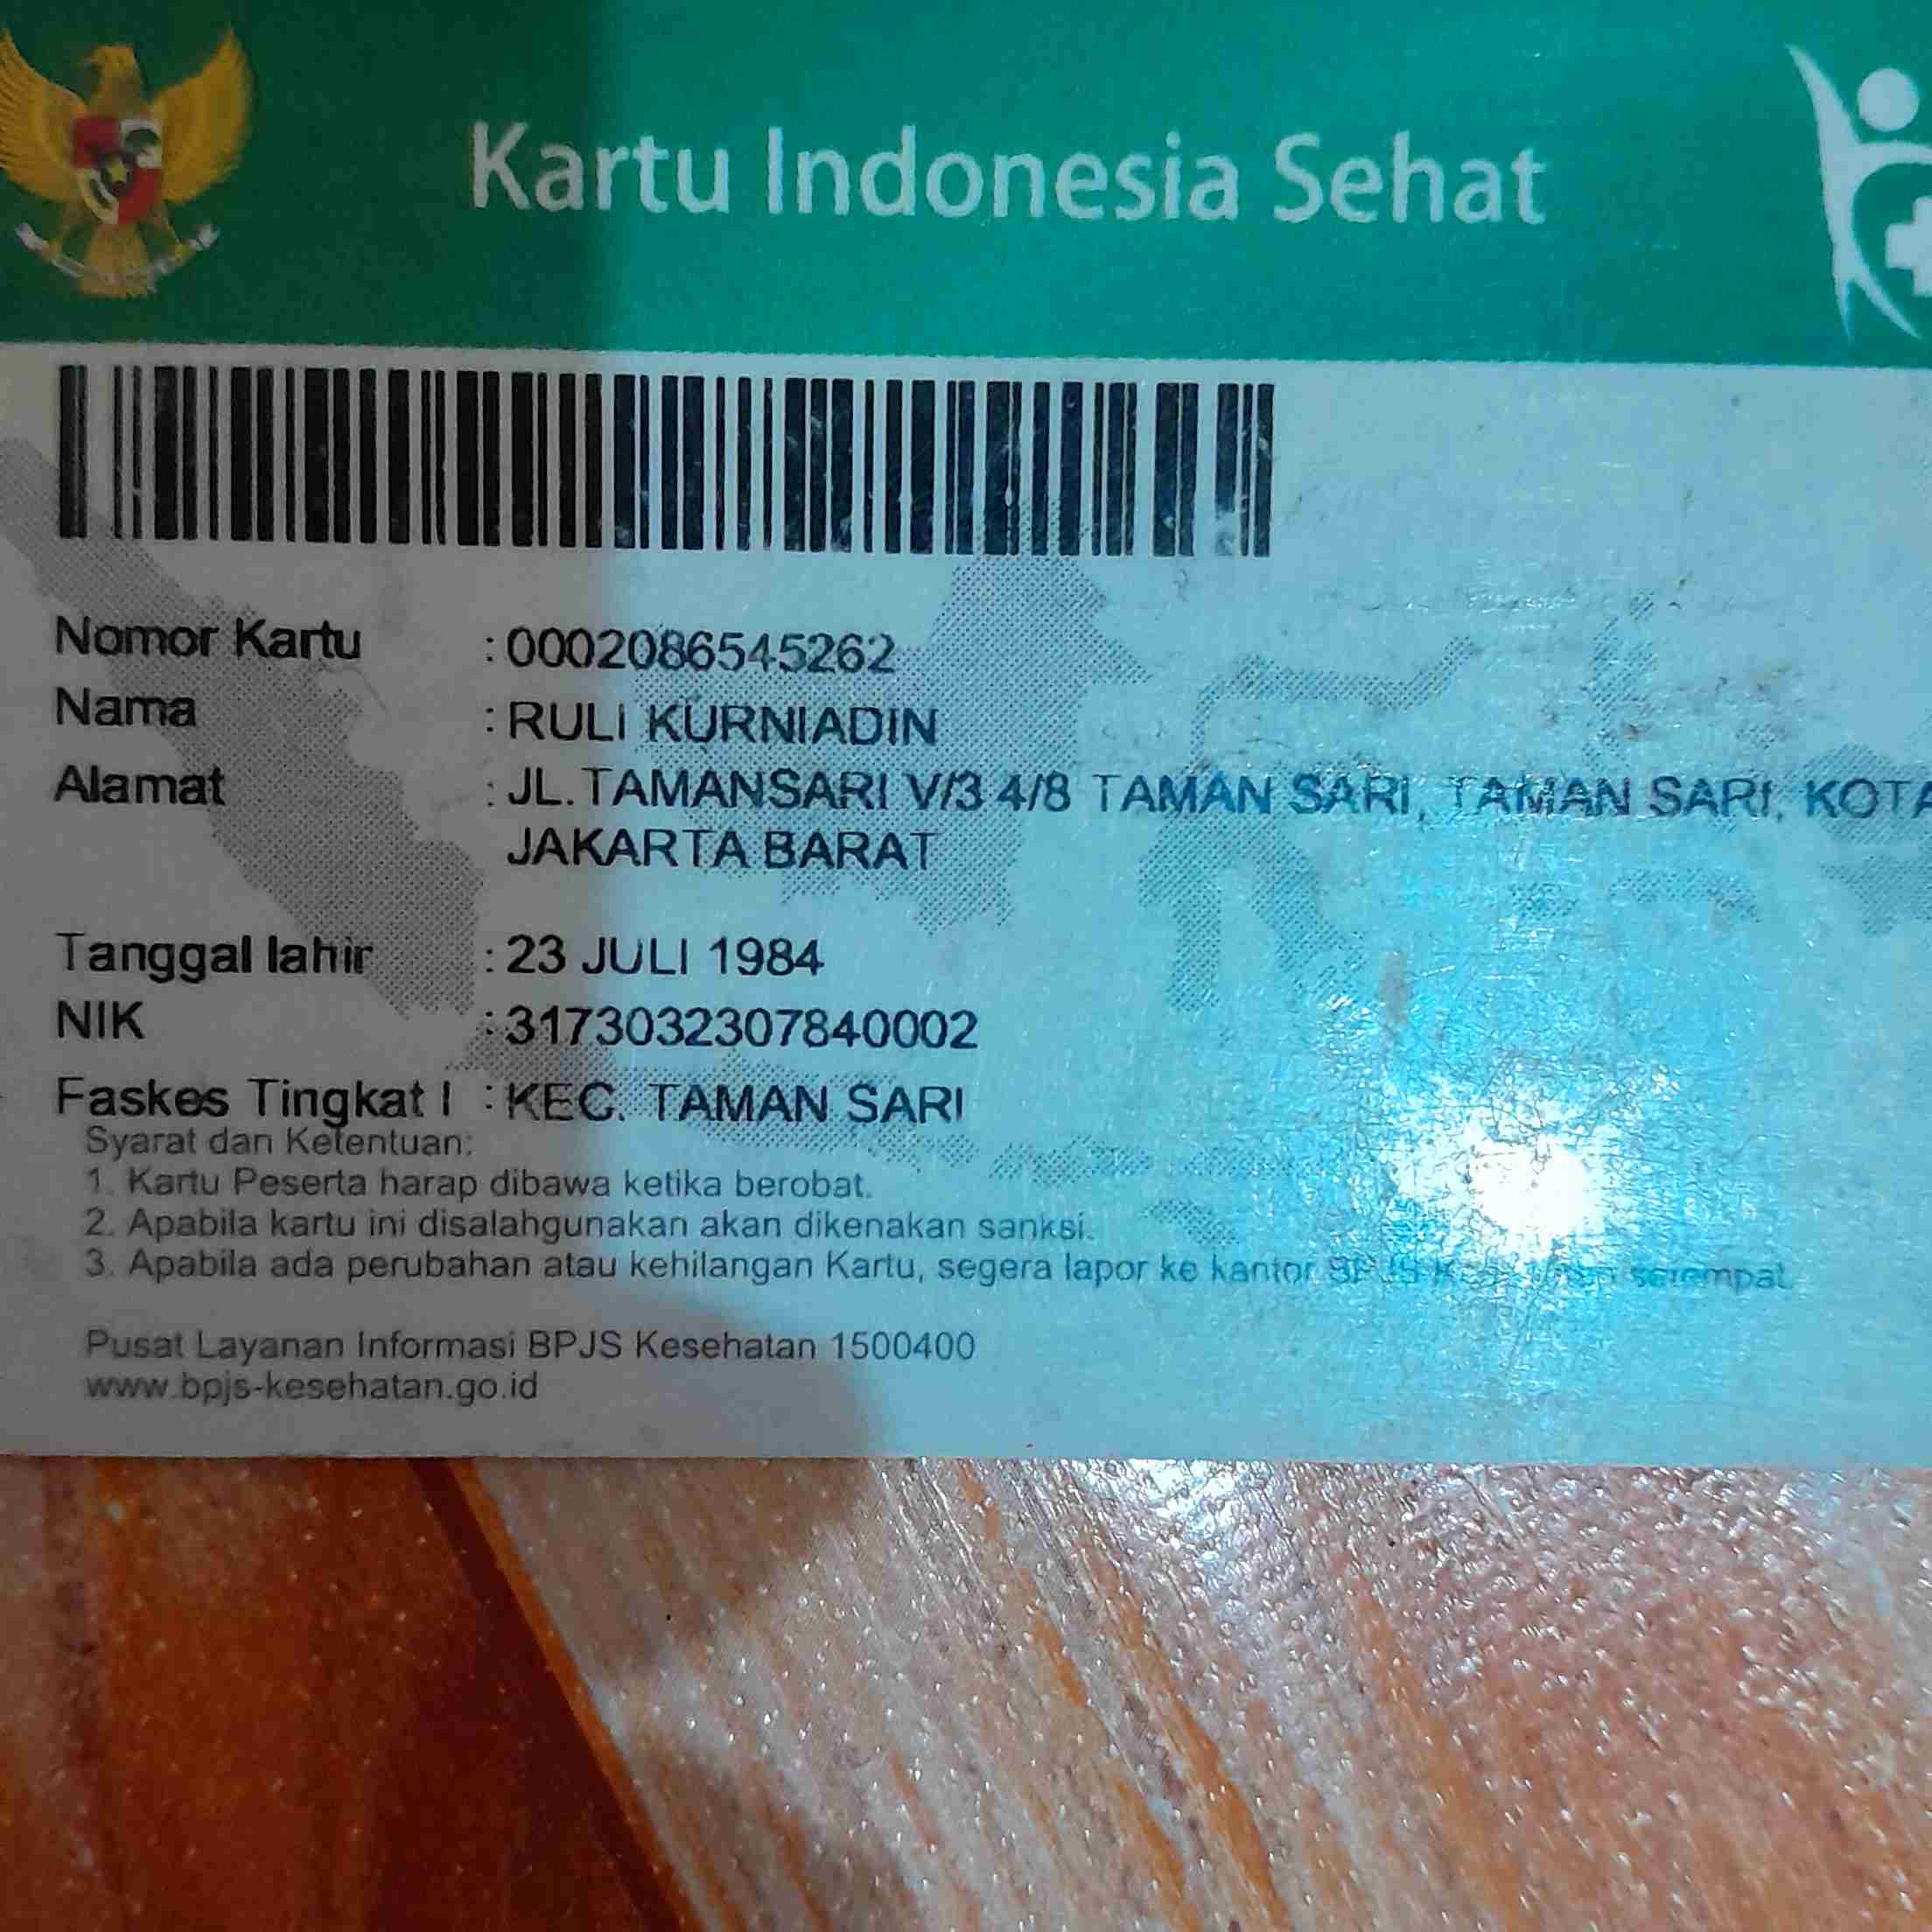 Kartu Indonesia Sehat
Nomor Kartu : 0002086545262
Nama : RULI KURNIADIN
Alamat : JL. TAMANSARI V/3 4/8 TAMAN SARI, TAMAN SARI, KOTA
JAKARTA BARAT
Tanggal lahir : 23 JULI 1984
NIK : 3173032307840002
Faskes Tingkat I : KEC. TAMAN SARI
Syarat dan Ketentuan:
1. Kartu Peserta harap dibawa ketika berobat.
2. Apabila kartu ini disalahgunakan akan dikenakan sanksi.
3. Apabila ada perubahan atau kehilangan Kartu, segera lapor ke kantor BPJS setempat.
Pusat Layanan Informasi BPJS Kesehatan 1500400
www.bpjs-kesehatan.go.id